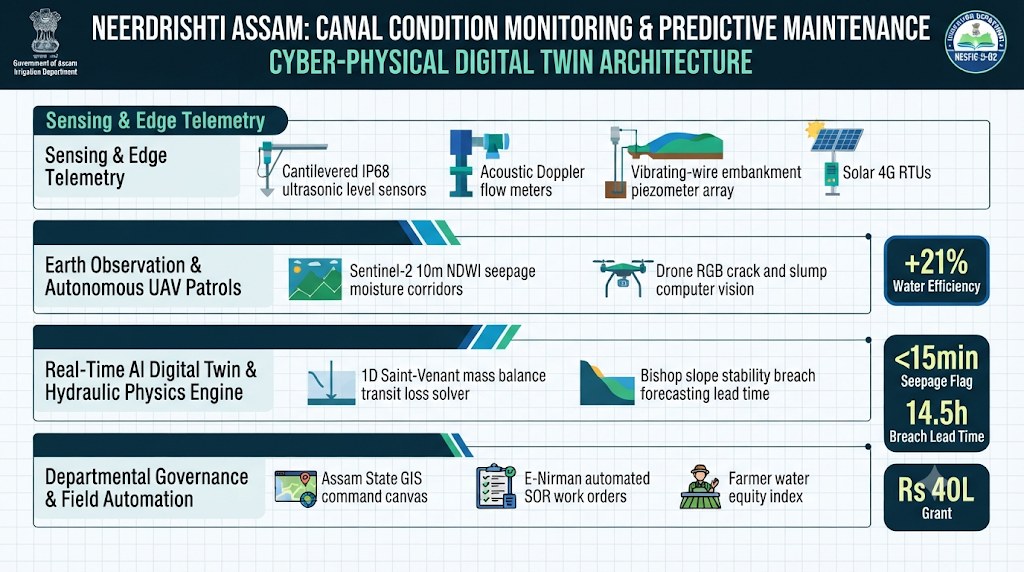 NEERDRISHTI ASSAM: CANAL CONDITION MONITORING & PREDICTIVE MAINTENANCE
CYBER-PHYSICAL DIGITAL TWIN ARCHITECTURE
Government of Assam
Irrigation Department
NESFIG-S-02
Sensing & Edge Telemetry
Sensing & Edge
Telemetry
Cantilevered IP68
ultrasonic level sensors
Acoustic Doppler
flow meters
Vibrating-wire embankment
piezometer array
Solar 4G RTUs
Earth Observation &
Autonomous UAV Patrols
Sentinel-2 10m NDWI seepage
moisture corridors
Drone RGB crack and slump
computer vision
+21%
Water Efficiency
Real-Time AI Digital Twin &
Hydraulic Physics Engine
1D Saint-Venant mass balance
transit loss solver
Bishop slope stability breach
forecasting lead time
<15min
Seepage Flag
14.5h
Breach Lead Time
Departmental Governance
& Field Automation
Assam State GIS
command canvas
E-Nirman automated
SOR work orders
Farmer water
equity index
Rs 40L
Grant